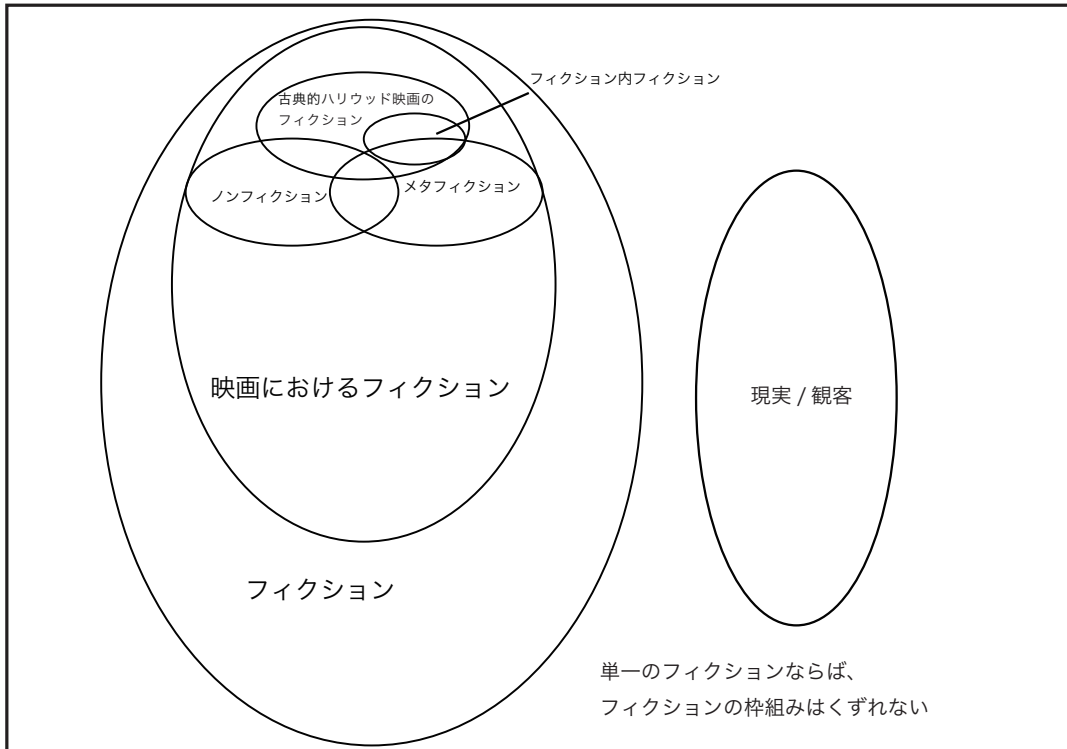 フィクション内フィクション
古典的ハリウッド映画の
フィクション
ノンフィクション
メタフィクション
映画におけるフィクション
現実 / 観客
フィクション
単一のフィクションならば、
フィクションの枠組みはくずれない